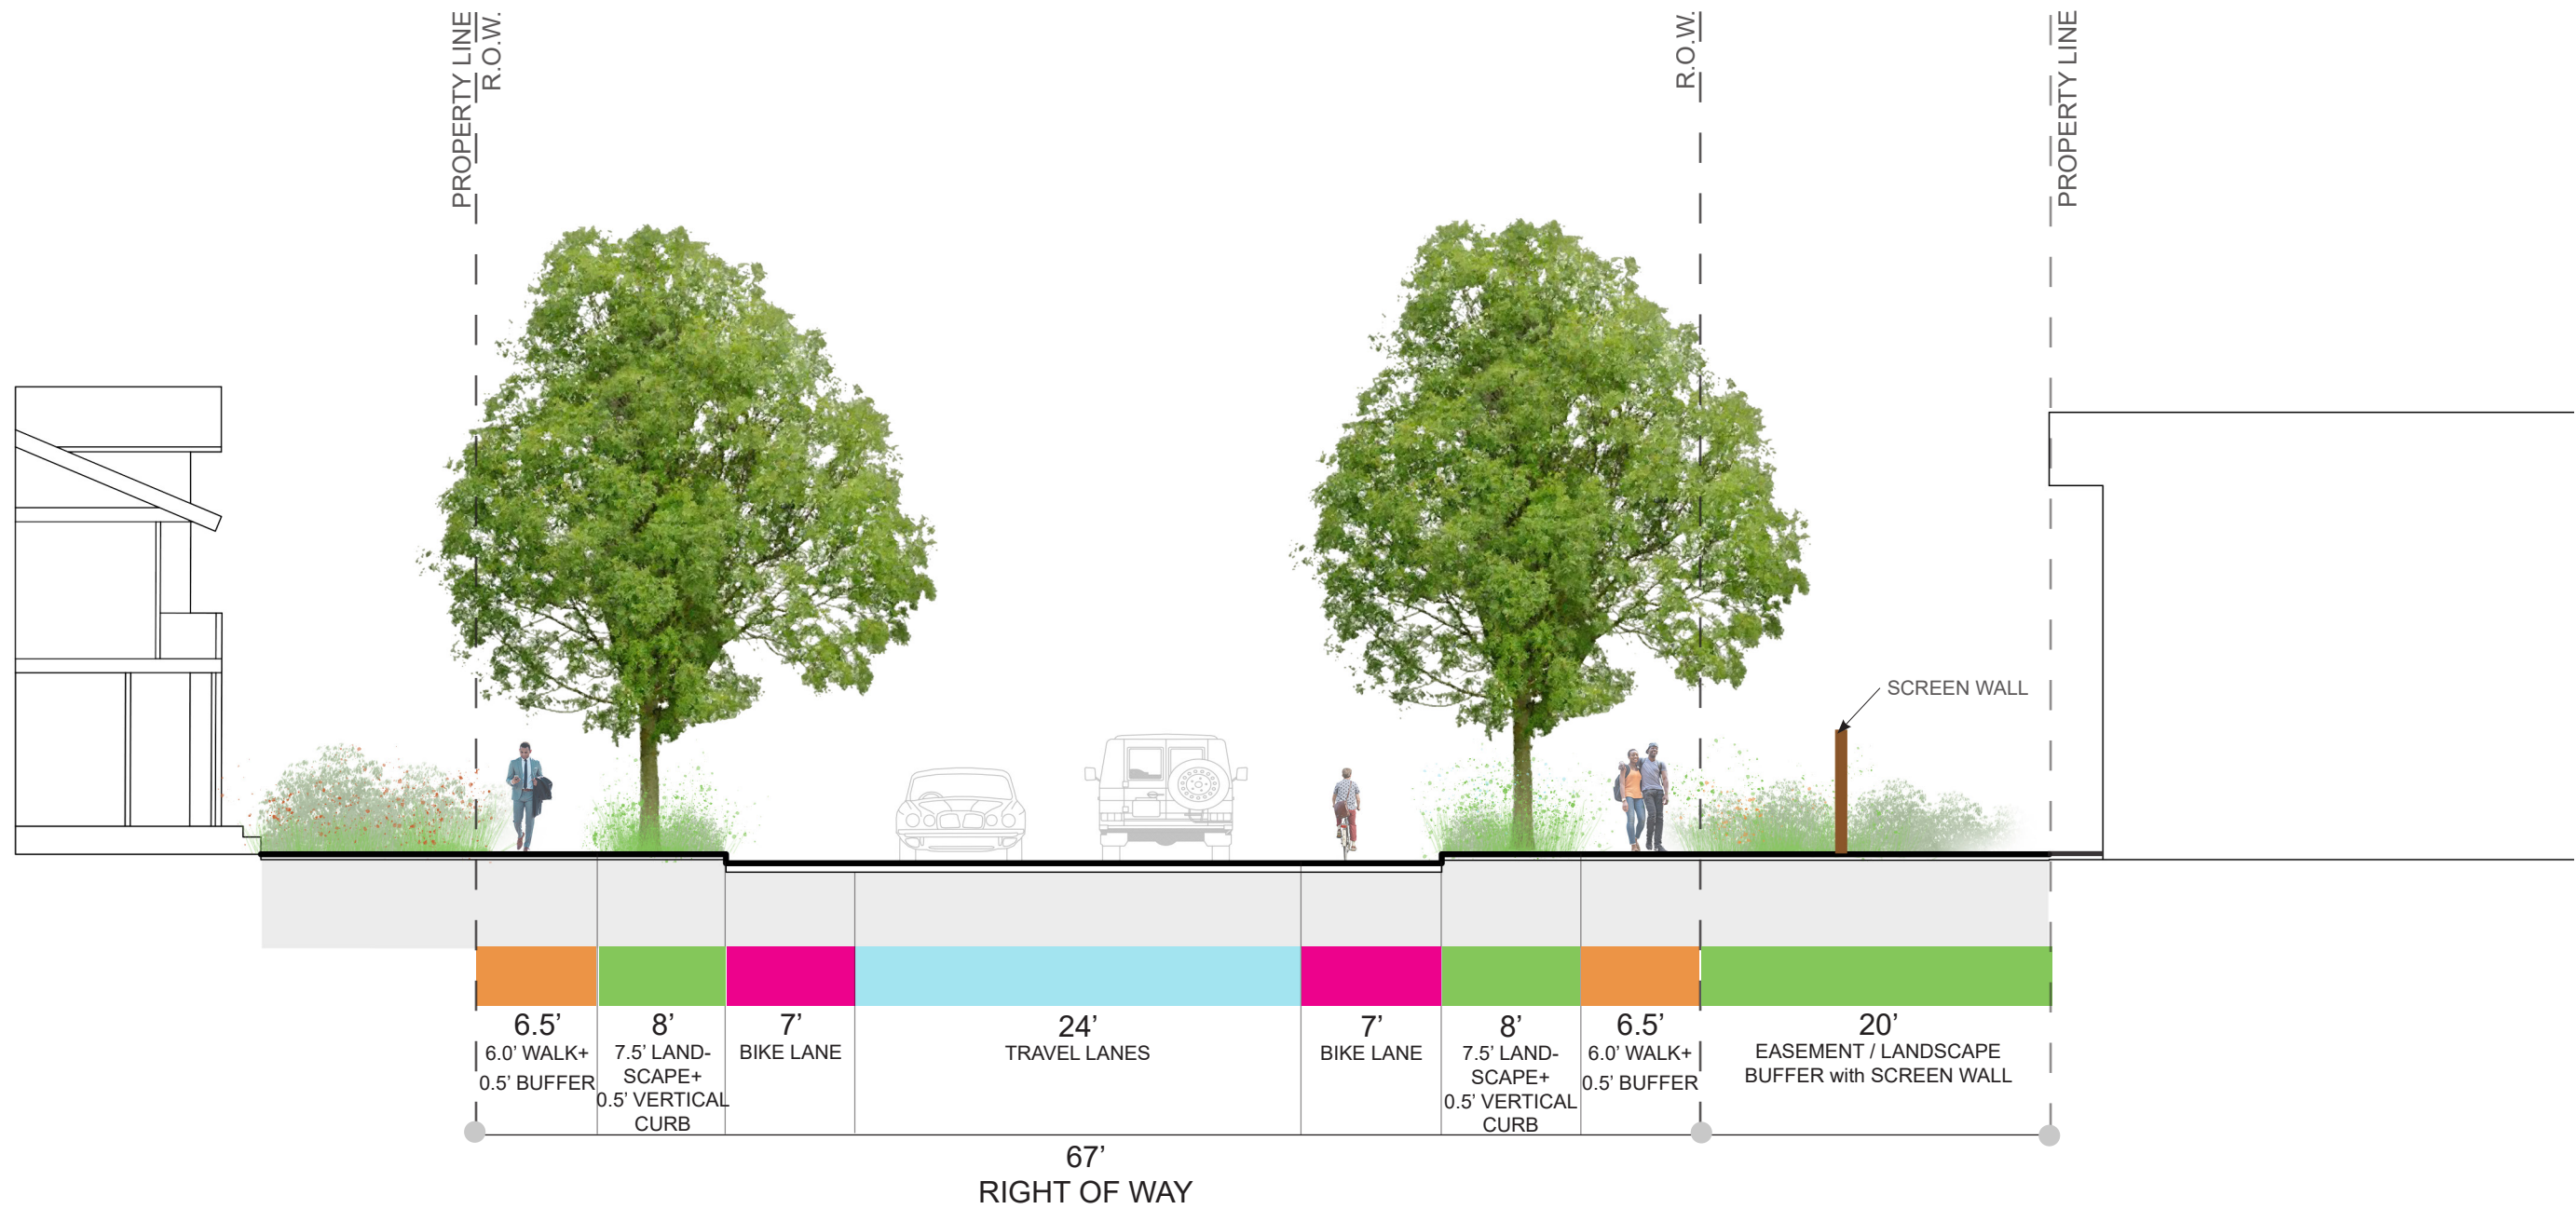 PROPERTY LINE
R.O.W.
R.O.W.
PROPERTY LINE
SCREEN WALL
6.5’
6.0’ WALK+
0.5’ BUFFER
8’
7.5’ LAND-
SCAPE+
0.5’ VERTICAL
CURB
7’
BIKE LANE
24’
TRAVEL LANES
7’
BIKE LANE
8’
7.5’ LAND-
SCAPE+
0.5’ VERTICAL
CURB
6.5’
6.0’ WALK+
0.5’ BUFFER
20’
EASEMENT / LANDSCAPE
BUFFER with SCREEN WALL
67’
RIGHT OF WAY